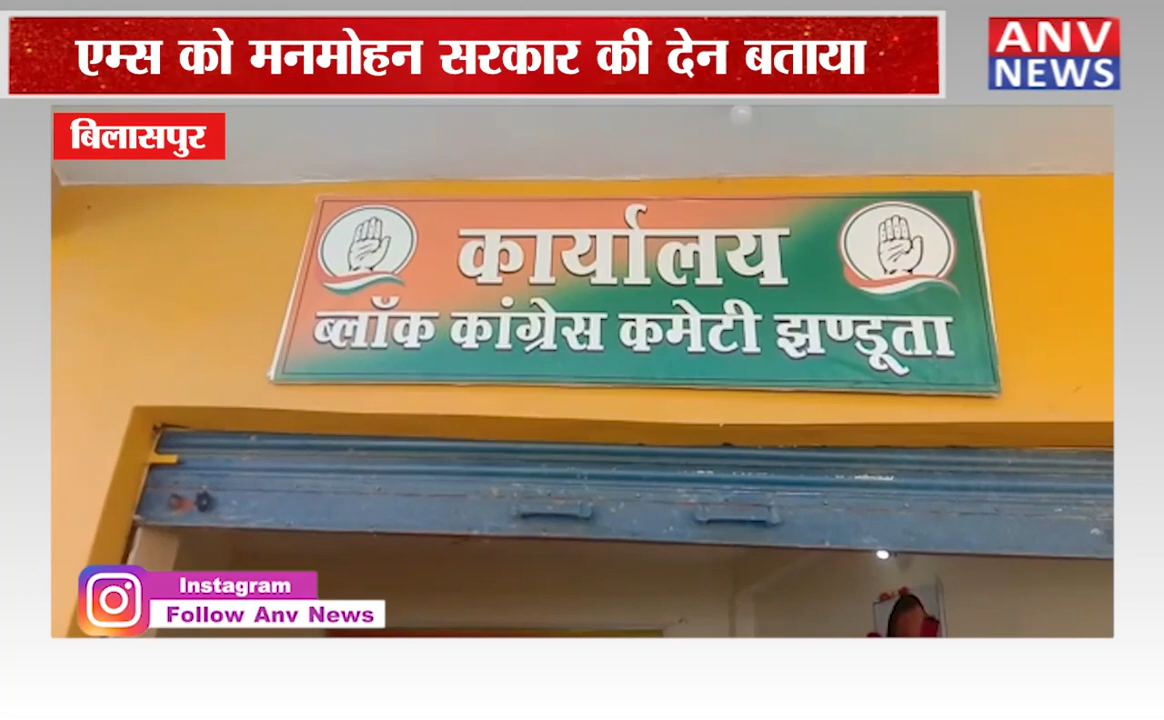 एम्स को मनमोहन सरकार की देन बताया
ANV
NEWS
बिलासपुर
कार्यालय
ब्लॉक कांग्रेस कमेटी झण्डूता
Instagram
Follow Anv News